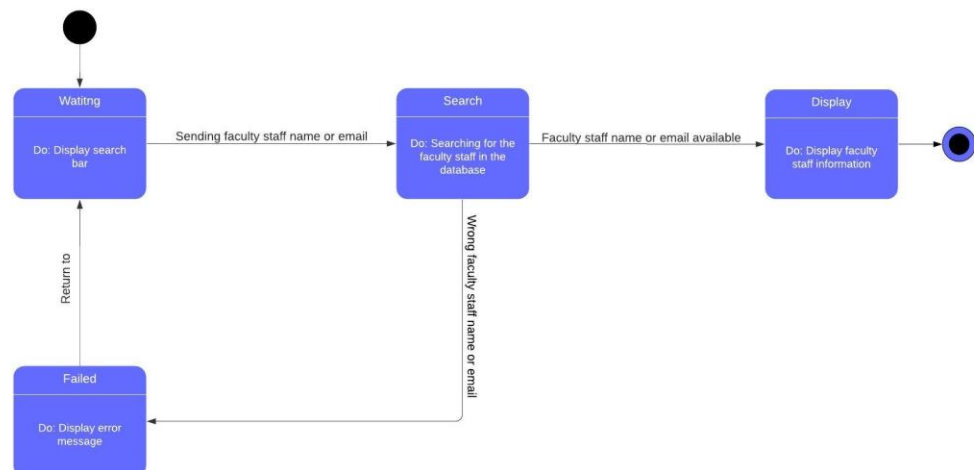 Watitng
Do: Display search
bar
Sending faculty staff name or email
Search
Do: Searching for the
faculty staff in the
database
Faculty staff name or email available
Display
Do: Display faculty
staff information
Wrong faculty staff name or email
Return to
Failed
Do: Display error
message